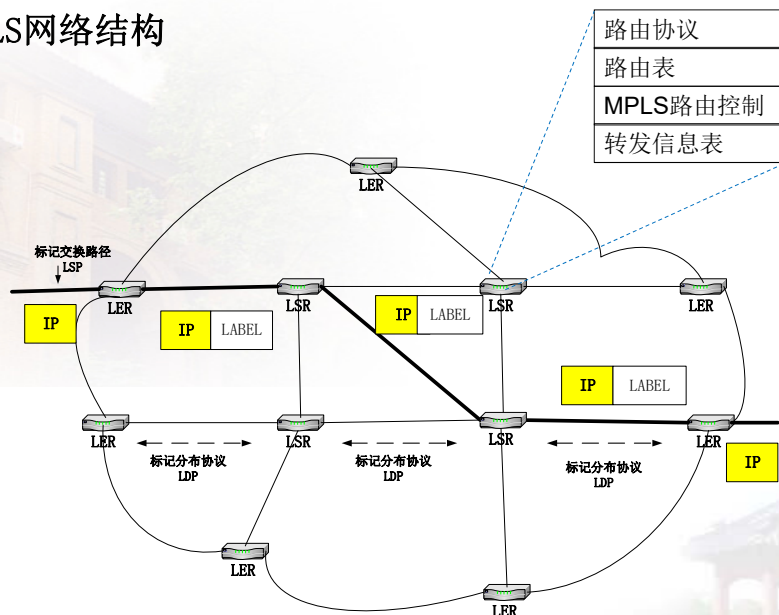 LS网络结构
路由协议
路由表
MPLS路由控制
转发信息表
LER
标记交换路径
LSP
LER
LSR
LSR
LER
IP
IP LABEL
IP LABEL
IP LABEL
LER
LSR
LSR
LER
标记分布协议
LDP
标记分布协议
LDP
标记分布协议
LDP
IP
LER
LER